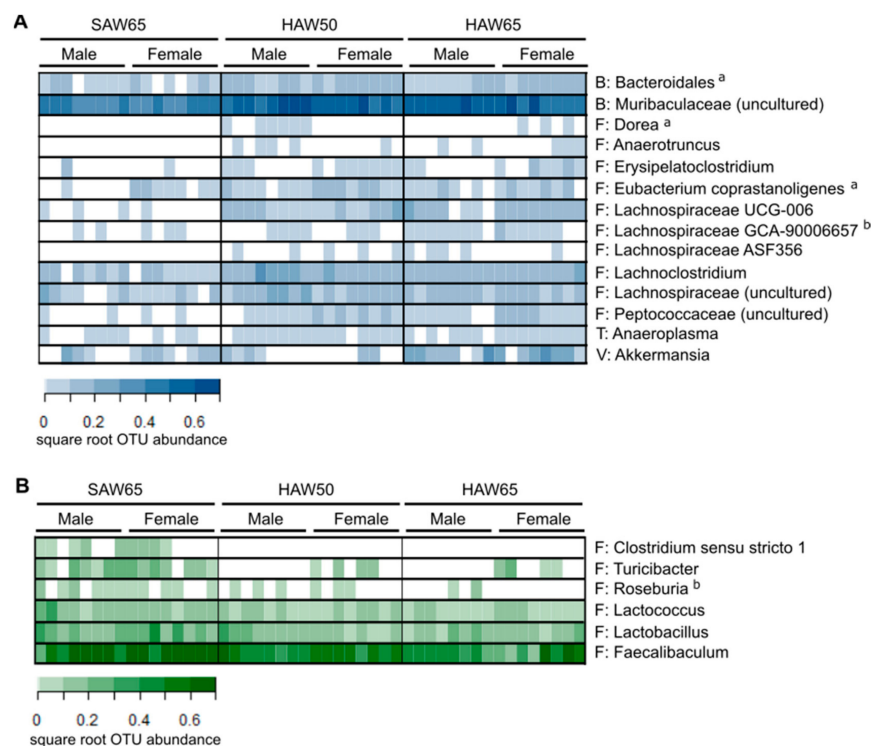 A
SAW65 HAW50 HAW65
Male Female Male Female Male Female
B: Bacteroidales a
B: Muribaculaceae (uncultured)
F: Dorea a
F: Anaerotruncus
F: Erysipelatoclostridium
F: Eubacterium coprastanoligenes a
F: Lachnospiraceae UCG-006
F: Lachnospiraceae GCA-90006657 b
F: Lachnospiraceae ASF356
F: Lachnoclostridium
F: Lachnospiraceae (uncultured)
F: Peptococcaceae (uncultured)
T: Anaeroplasma
V: Akkermansia
0 0.2 0.4 0.6
square root OTU abundance
B
SAW65 HAW50 HAW65
Male Female Male Female Male Female
F: Clostridium sensu stricto 1
F: Turicibacter
F: Roseburia b
F: Lactococcus
F: Lactobacillus
F: Faecalibaculum
0 0.2 0.4 0.6
square root OTU abundance